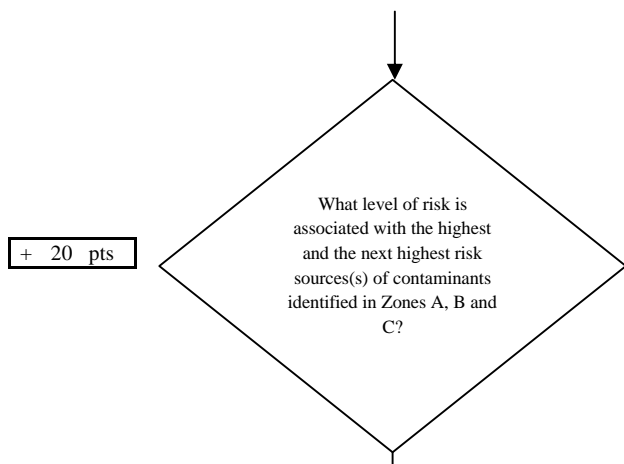 What level of risk is
associated with the highest
and the next highest risk
sources(s) of contaminants
identified in Zones A, B and
C?
+ 20 pts